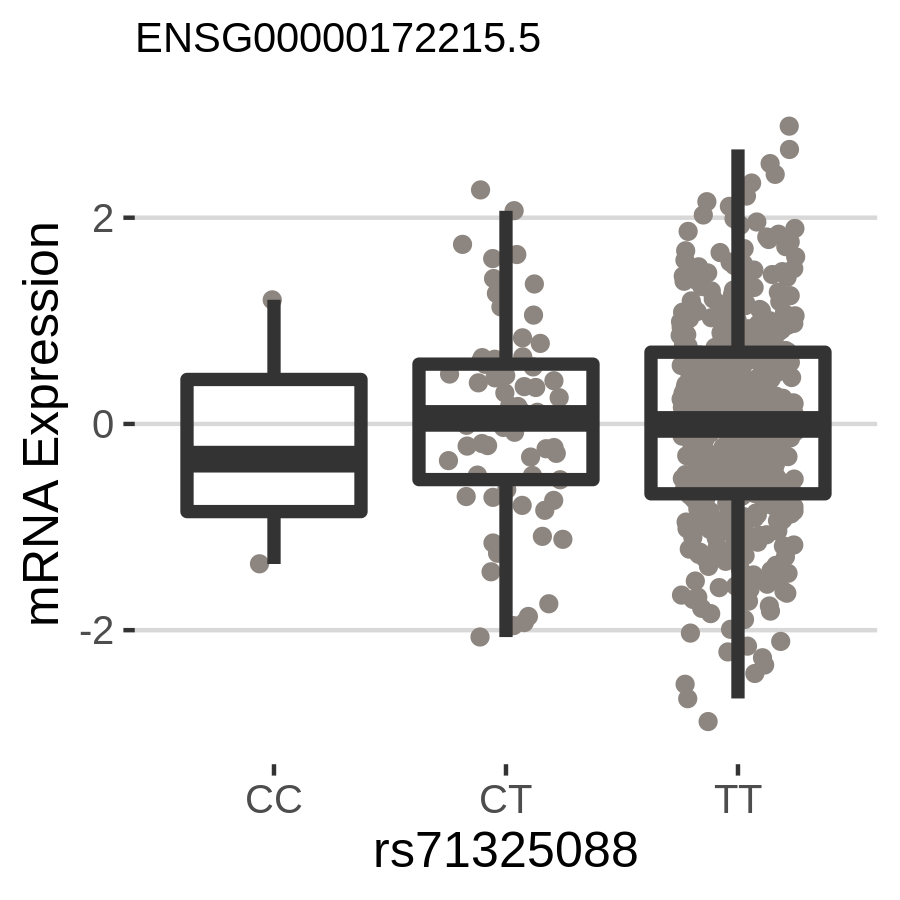 ENSG00000172215.5
mRNA Expression
2
0
-2
CC CT TT
rs71325088